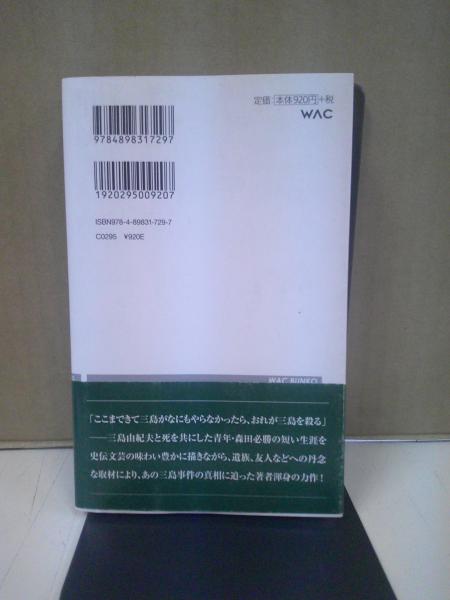 9784898317297
1920295009207
ISBN978-4-89831-729-7
C0295 ¥920E
定価:本体920円+税
WAC
WAC BUNKO
「ここまできて三島がなにもやらなかったら、おれが三島を殺る」
──三島由紀夫と死を共にした青年・森田必勝の短い生涯を
史伝文芸の味わい豊かに描きながら、遺族、友人などへの丹念
な取材により、あの三島事件の真相に迫った著者渾身の力作!